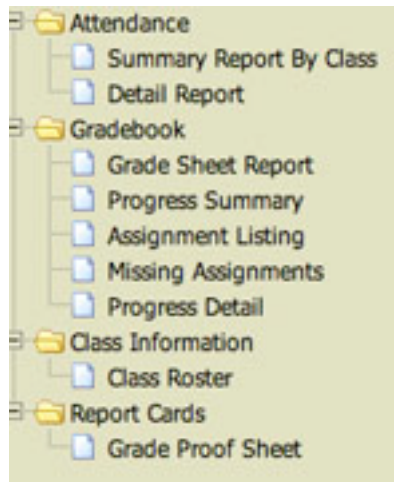 Attendance
Summary Report By Class
Detail Report
Gradebook
Grade Sheet Report
Progress Summary
Assignment Listing
Missing Assignments
Progress Detail
Class Information
Class Roster
Report Cards
Grade Proof Sheet